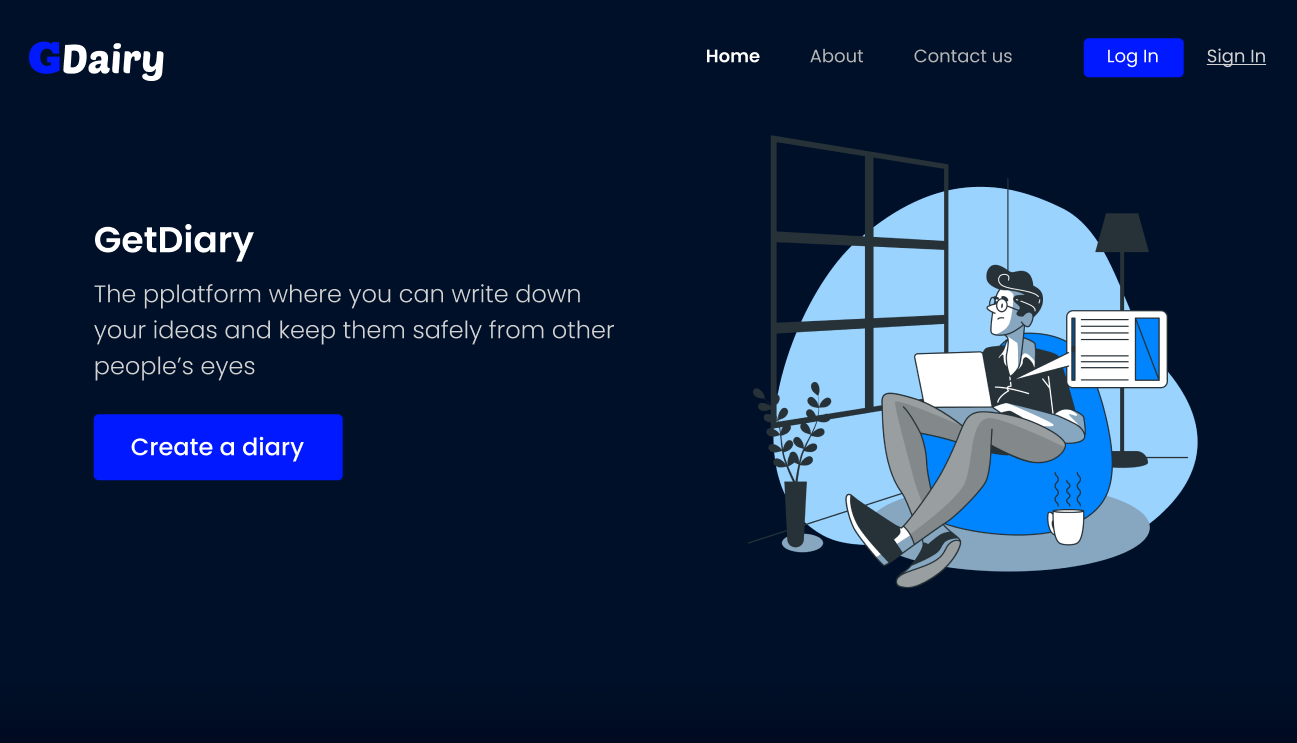 GDairy
Home About Contact us Log In Sign In
GetDiary
The pplatform where you can write down
your ideas and keep them safely from other
people’s eyes
Create a diary